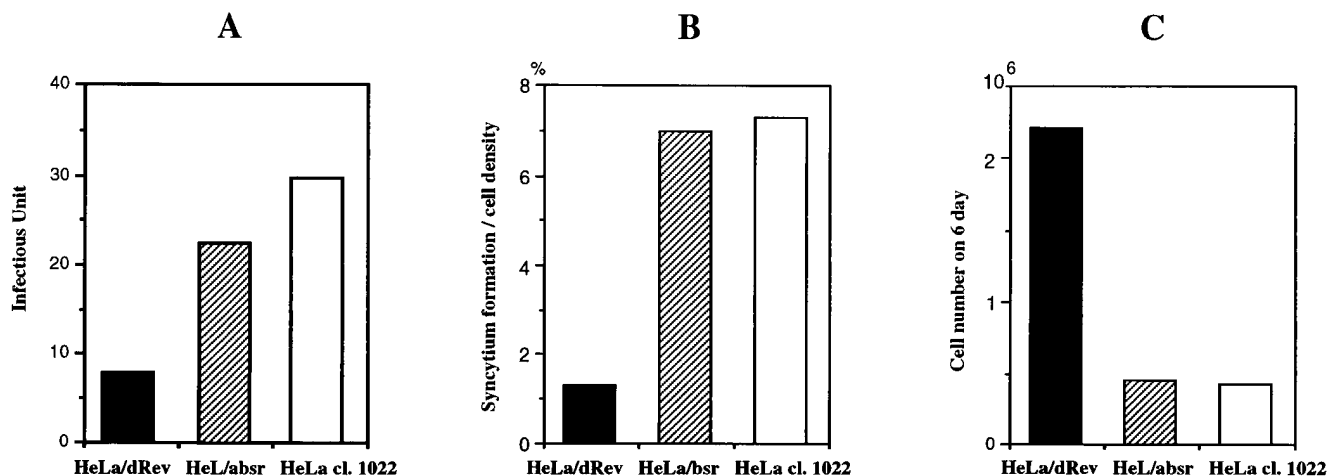 A
40
30
20
10
0
Infectious Unit
HeLa/dRev HeL/absr HeLa cl. 1022
B
%
8
6
4
2
0
Syncytium formation / cell density
HeLa/dRev HeLa/bsr HeLa cl. 1022
C
10^6
2
1
0
Cell number on 6 day
HeLa/dRev HeL/absr HeLa cl. 1022